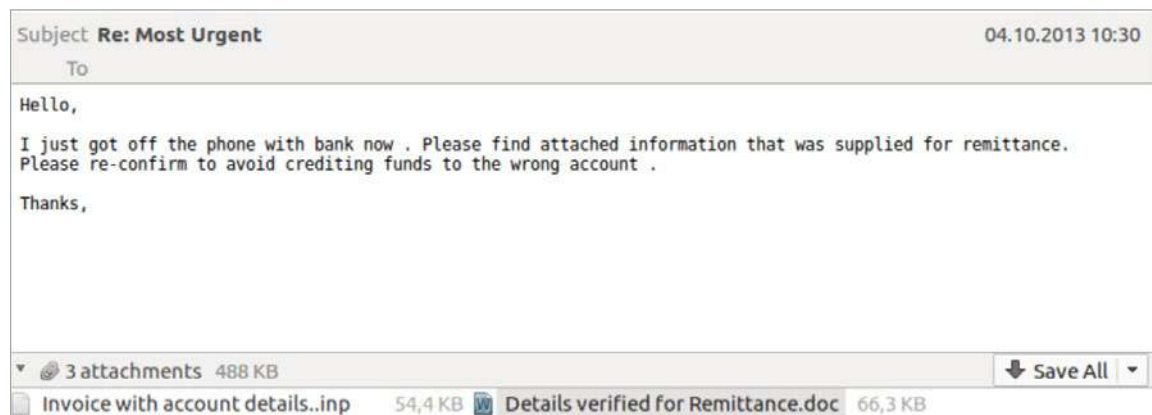 Subject Re: Most Urgent 04.10.2013 10:30
To
Hello,
I just got off the phone with bank now . Please find attached information that was supplied for remittance.
Please re-confirm to avoid crediting funds to the wrong account .
Thanks,
3 attachments 488 KB Save All
Invoice with account details..inp 54,4 KB Details verified for Remittance.doc 66,3 KB